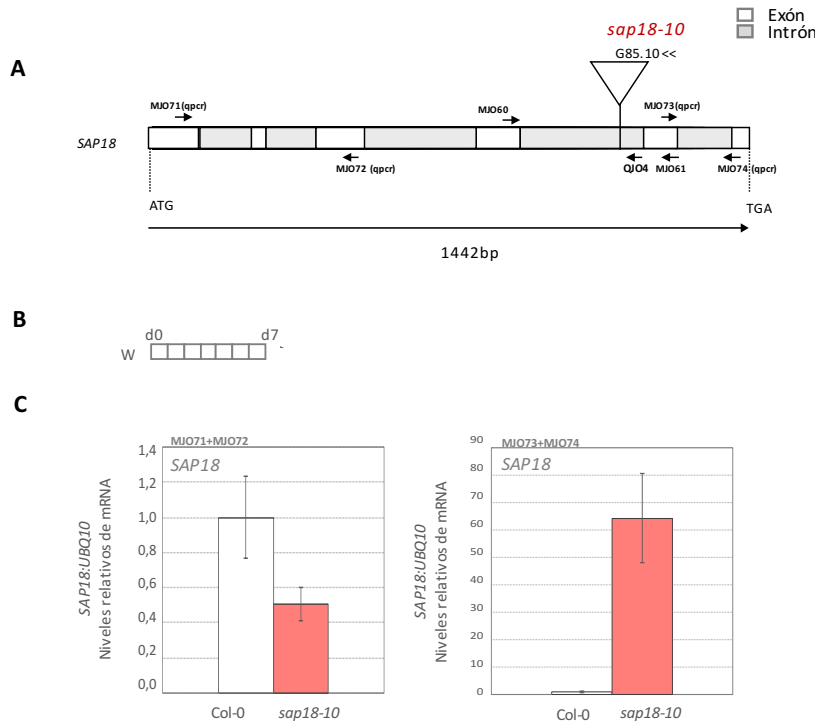 Exón
Intrón
sap18-10
G85.10 <<
A
MJO71(qpcr)
MJO60
MJO73(qpcr)
SAP18
MJO72 (qpcr)
QJO4
MJO61
MJO74 (qpcr)
ATG
TGA
1442bp
B
d0
d7
W
C
MJO71+MJO72
SAP18
1,4
1,2
1,0
0,8
0,6
0,4
0,2
0,0
SAP18:UBQ10
Niveles relativos de mRNA
Col-0
sap18-10
MJO73+MJO74
SAP18
90
80
70
60
50
40
30
20
10
0
SAP18:UBQ10
Niveles relativos de mRNA
Col-0
sap18-10